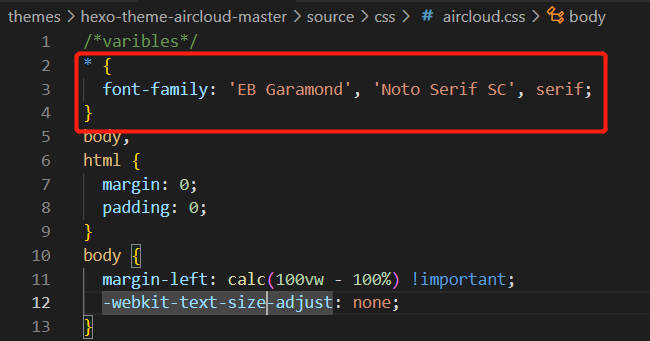 themes > hexo-theme-aircloud-master > source > css > # aircloud.css > body
1 /*varibles*/
2 * {
3 font-family: 'EB Garamond', 'Noto Serif SC', serif;
4 }
5 body,
6 html {
7 margin: 0;
8 padding: 0;
9 }
10 body {
11 margin-left: calc(100vw - 100%) !important;
12 -webkit-text-size-adjust: none;
13 }